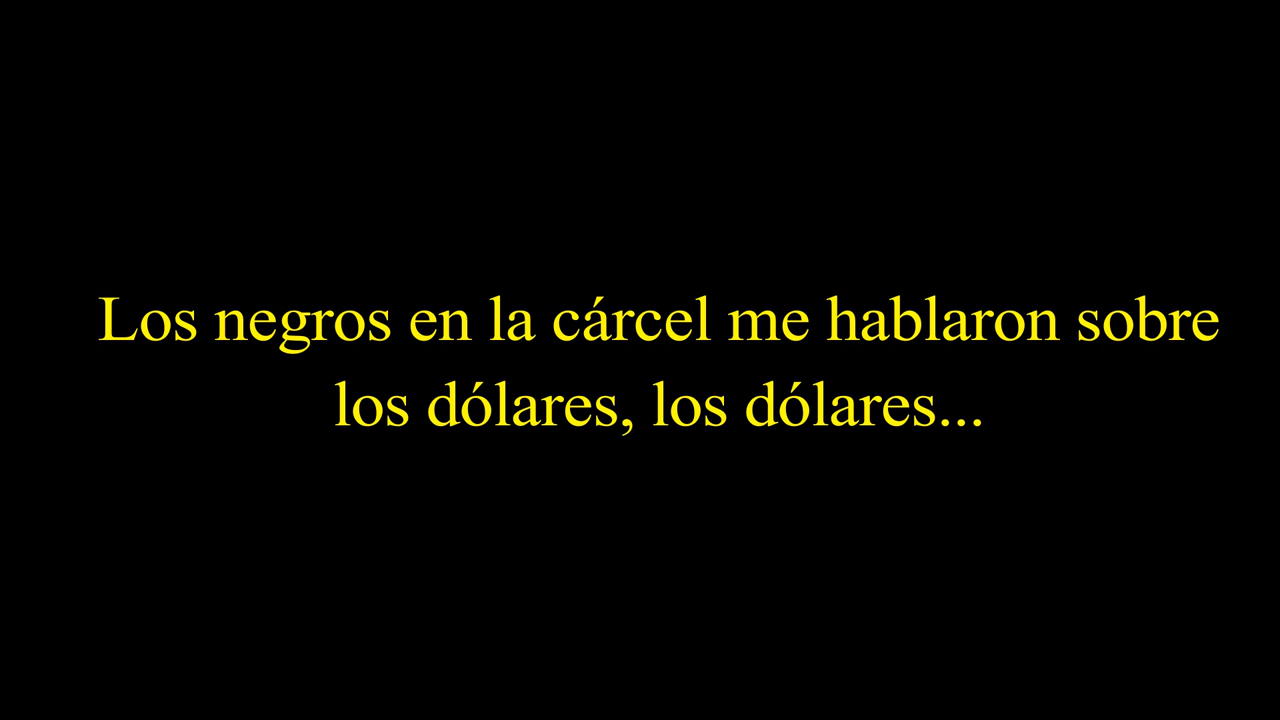 Los negros en la cárcel me hablaron sobre
los dólares, los dólares...